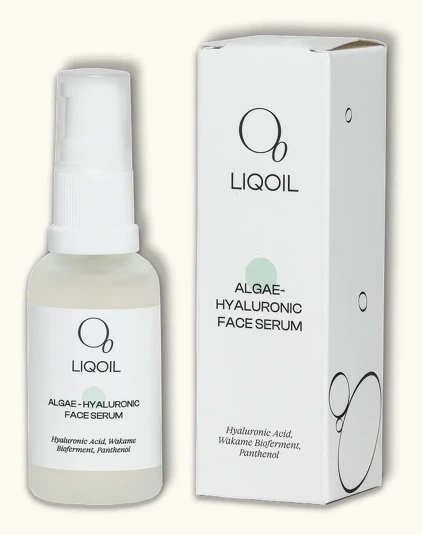 LIQOIL
ALGAE-HYALURONIC
FACE SERUM
Hyaluronic Acid, Wakame
Bioferment, Panthenol
LIQOIL
ALGAE-
HYALURONIC
FACE SERUM
Hyaluronic Acid,
Wakame Bioferment,
Panthenol